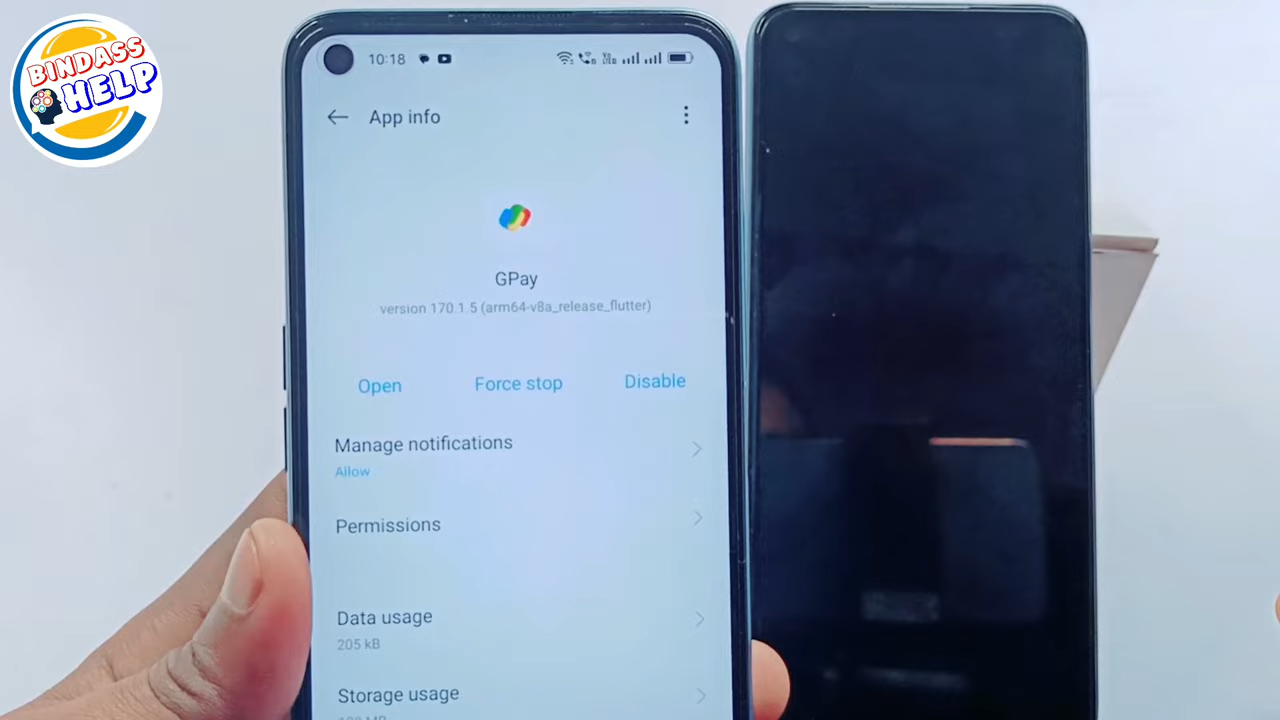 BINDASS
HELP
10:18
App info
GPay
version 170.1.5 (arm64-v8a_release_flutter)
Open
Force stop
Disable
Manage notifications
Allow
Permissions
Data usage
205 kB
Storage usage